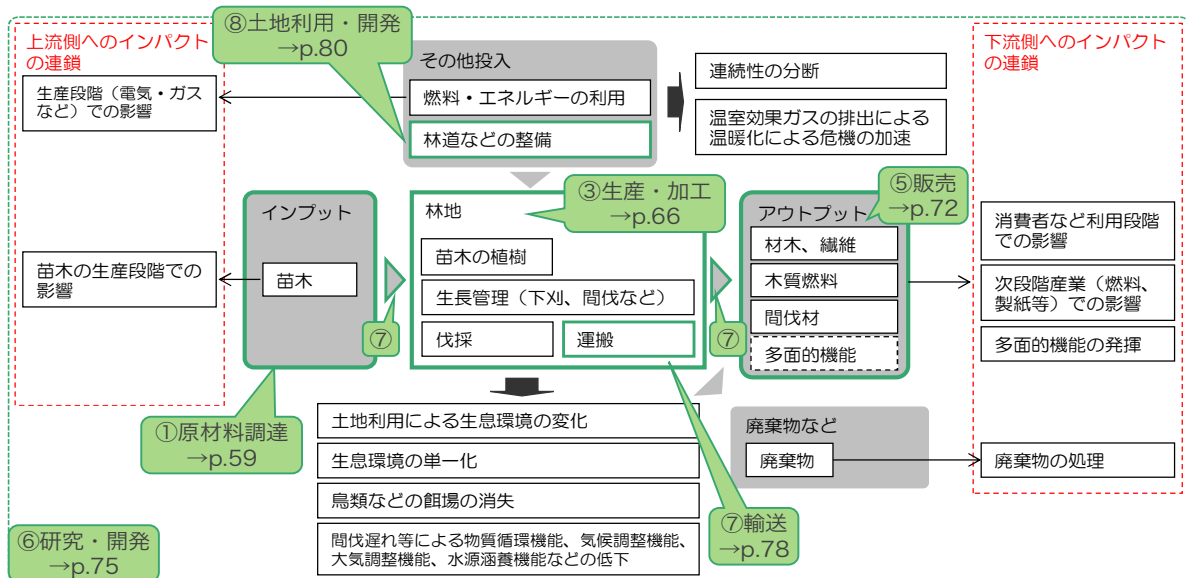 ⑧土地利用・開発
→p.80
上流側へのインパクト
の連鎖
下流側へのインパクト
の連鎖
その他投入
燃料・エネルギーの利用
林道などの整備
連続性の分断
温室効果ガスの排出による
温暖化による危機の加速
生産段階（電気・ガス
など）での影響
苗木の生産段階での
影響
インプット
苗木
⑦
①原材料調達
→p.59
林地
③生産・加工
→p.66
苗木の植樹
生長管理（下刈、間伐など）
伐採
運搬
⑦
⑤販売
→p.72
アウトプット
材木、繊維
木質燃料
間伐材
多面的機能
消費者など利用段階
での影響
次段階産業（燃料、
製紙等）での影響
多面的機能の発揮
土地利用による生息環境の変化
生息環境の単一化
鳥類などの餌場の消失
間伐遅れ等による物質循環機能、気候調整機能、
大気調整機能、水源涵養機能などの低下
廃棄物など
廃棄物
廃棄物の処理
⑦輸送
→p.78
⑥研究・開発
→p.75